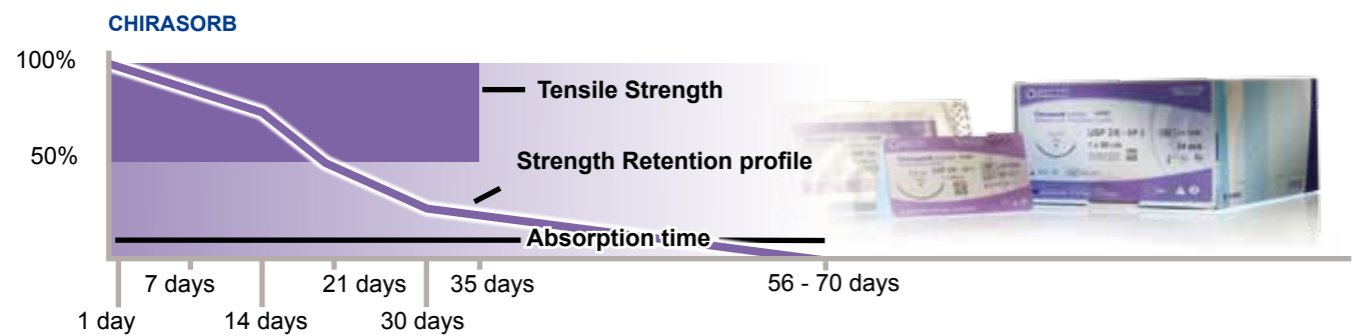 CHIRASORB
100%
Tensile Strength
50%
Strength Retention profile
Absorption time
7 days
21 days
35 days
56 - 70 days
1 day
14 days
30 days